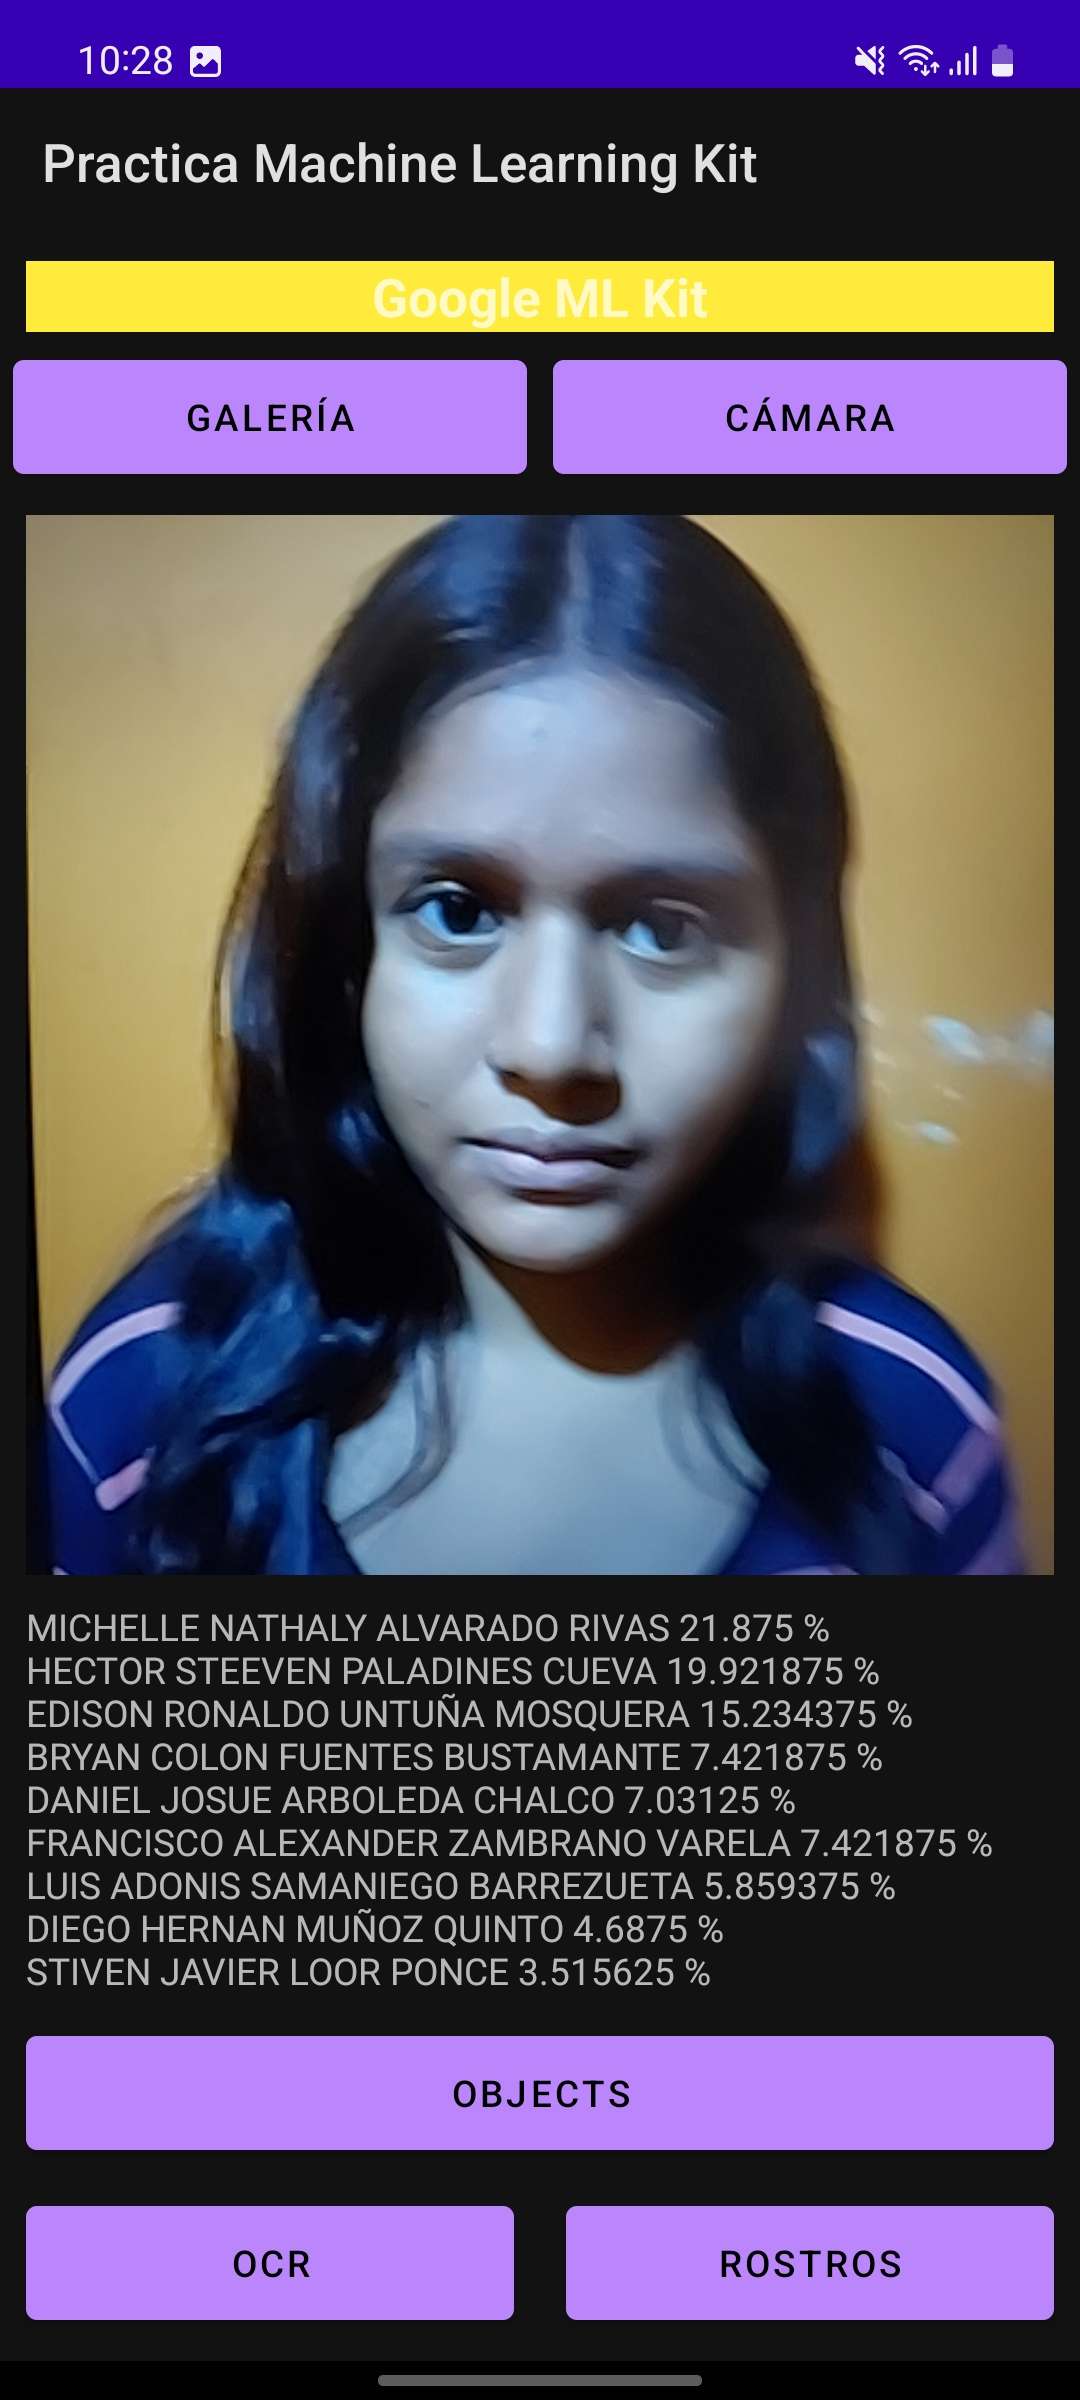 10:28
Practica Machine Learning Kit
Google ML Kit
GALERÍA
CÁMARA
MICHELLE NATHALY ALVARADO RIVAS 21.875 %
HECTOR STEEVEN PALADINES CUEVA 19.921875 %
EDISON RONALDO UNTUÑA MOSQUERA 15.234375 %
BRYAN COLON FUENTES BUSTAMANTE 7.421875 %
DANIEL JOSUE ARBOLEDA CHALCO 7.03125 %
FRANCISCO ALEXANDER ZAMBRANO VARELA 7.421875 %
LUIS ADONIS SAMANIEGO BARREZUETA 5.859375 %
DIEGO HERNAN MUÑOZ QUINTO 4.6875 %
STIVEN JAVIER LOOR PONCE 3.515625 %
OBJECTS
OCR
ROSTROS